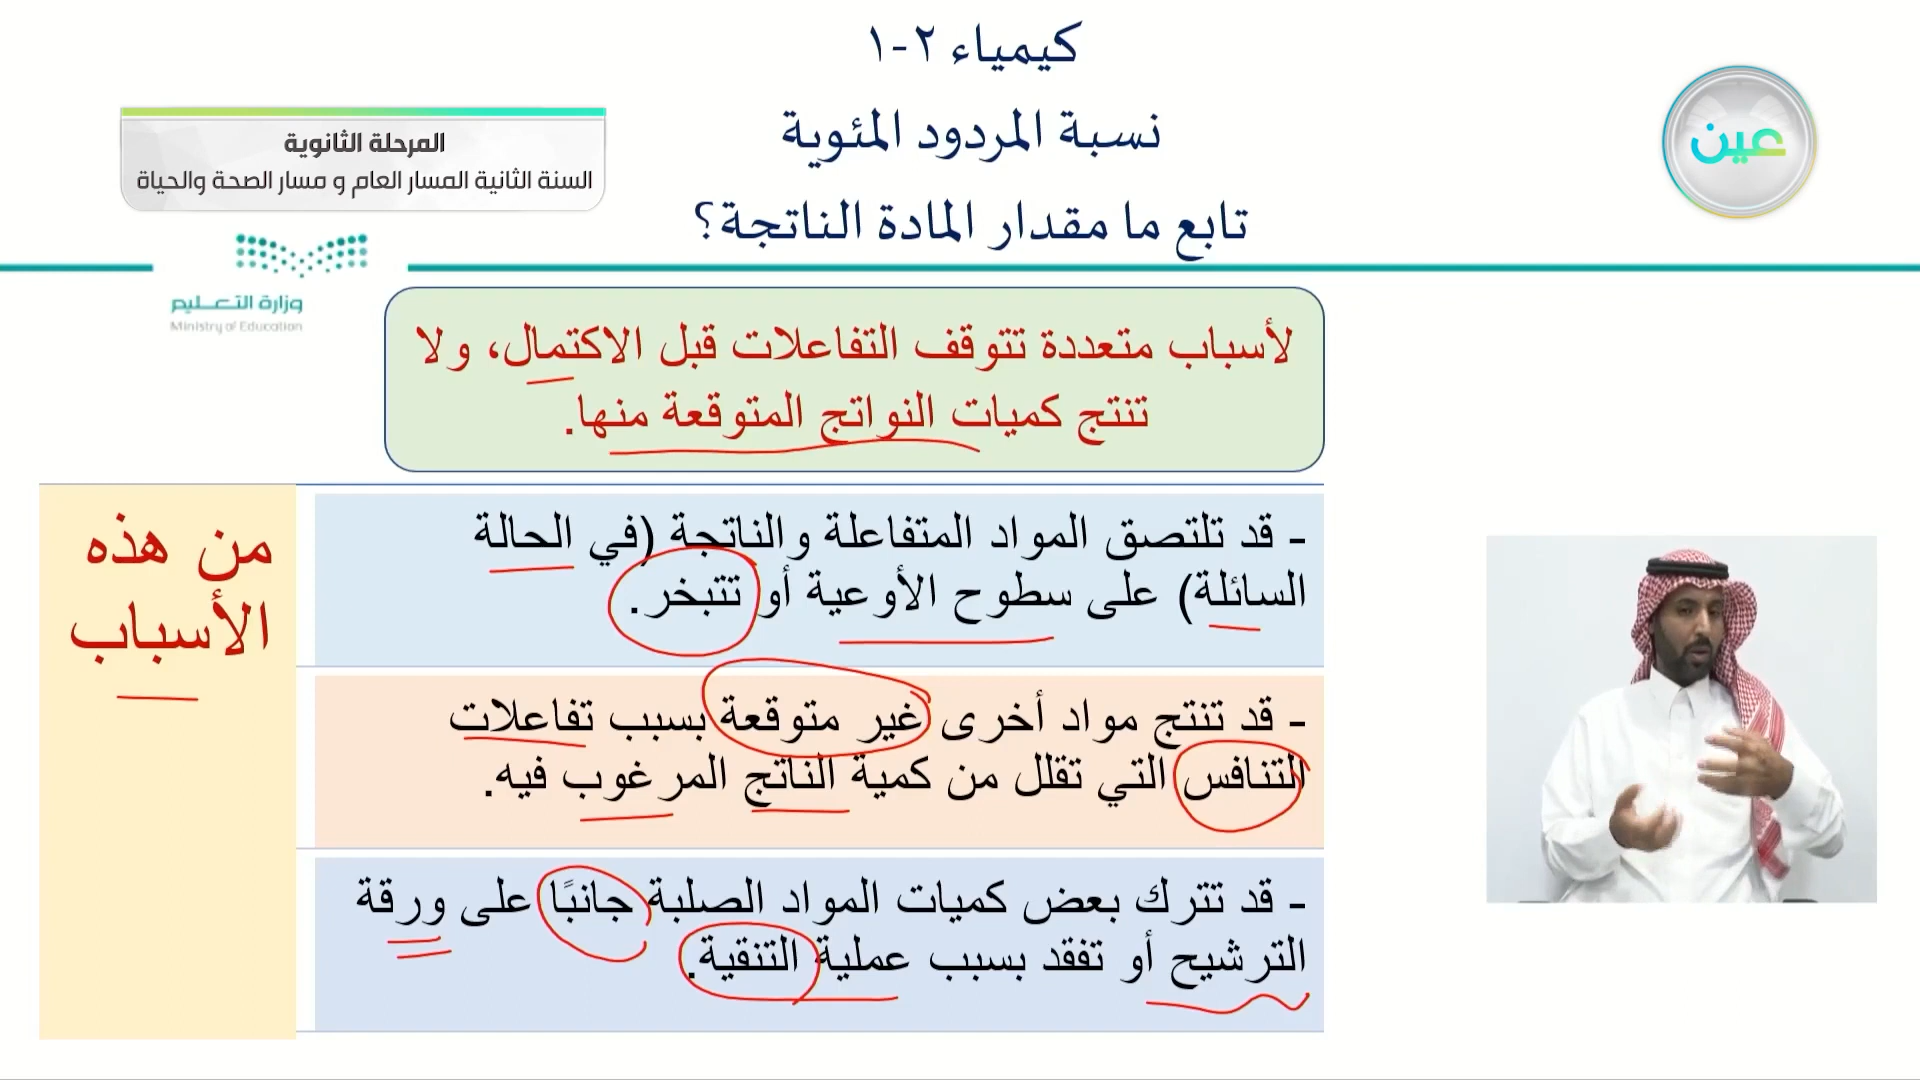 كيمياء ٢-١
نسبة المردود المئوية
تابع ما مقدار المادة الناتجة؟
عين
المرحلة الثانوية
السنة الثانية المسار العام و مسار الصحة والحياة
وزارة التعليم
Ministry of Education
لأسباب متعددة تتوقف التفاعلات قبل الاكتمال، ولا
تنتج كميات النواتج المتوقعة منها.
من هذه
الأسباب
- قد تلتصق المواد المتفاعلة والناتجة (في الحالة
السائلة) على سطوح الأوعية أو تتبخر.
- قد تنتج مواد أخرى غير متوقعة بسبب تفاعلات
التنافس التي تقلل من كمية الناتج المرغوب فيه.
- قد تترك بعض كميات المواد الصلبة جانبًا على ورقة
الترشيح أو تفقد بسبب عملية التنقية.